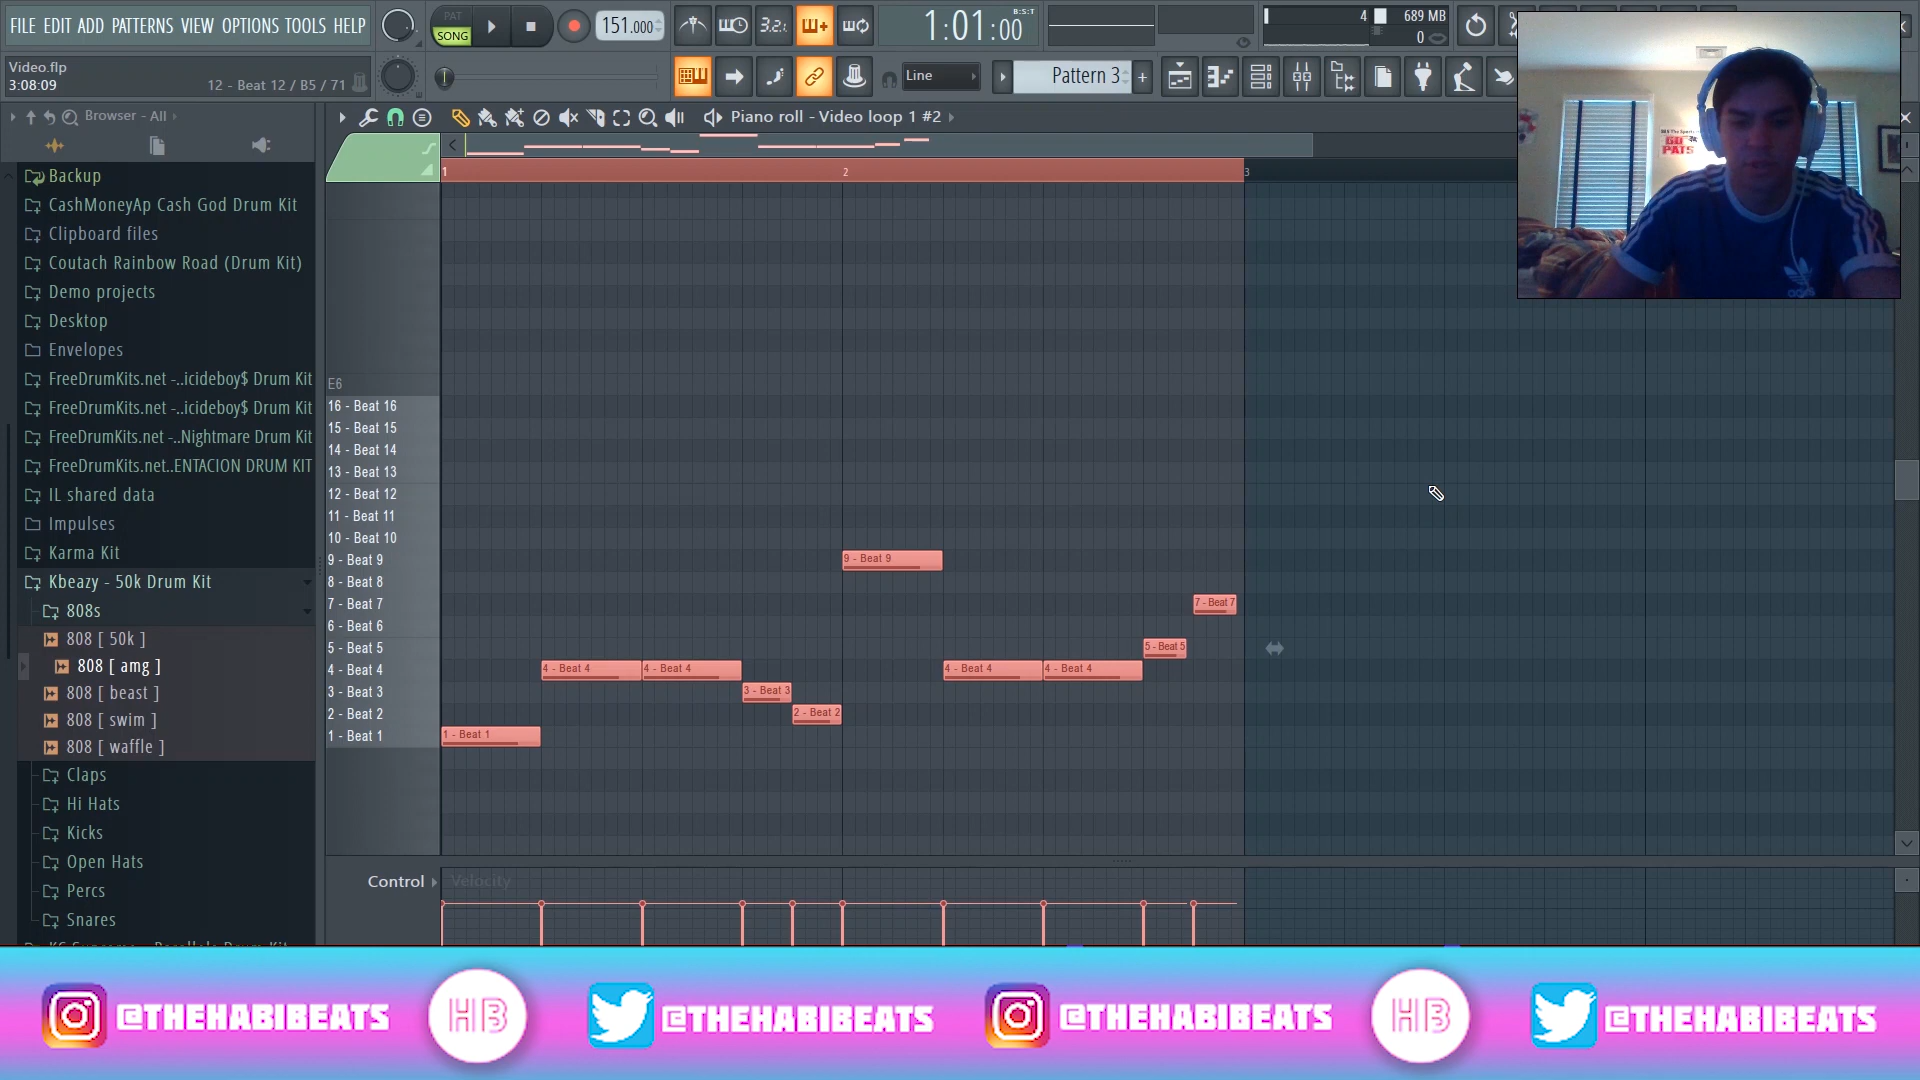 FILE EDIT ADD PATTERNS VIEW OPTIONS TOOLS HELP
PAT
SONG
151.000
3.2.1
1:01:00
B:S:T
4
689 MB
0
Video.flp
3:08:09
12 - Beat 12 / B5 / 71
Line
Pattern 3
Browser - All
Piano roll - Video loop 1 #2
Backup
CashMoneyAp Cash God Drum Kit
Clipboard files
Coutach Rainbow Road (Drum Kit)
Demo projects
Desktop
Envelopes
FreeDrumKits.net -..icideboy$ Drum Kit
FreeDrumKits.net -..icideboy$ Drum Kit
FreeDrumKits.net -..Nightmare Drum Kit
FreeDrumKits.net..ENTACION DRUM KIT
IL shared data
Impulses
Karma Kit
Kbeazy - 50k Drum Kit
808s
808 [ 50k ]
808 [ amg ]
808 [ beast ]
808 [ swim ]
808 [ waffle ]
Claps
Hi Hats
Kicks
Open Hats
Percs
Snares
1
2
3
E6
16 - Beat 16
15 - Beat 15
14 - Beat 14
13 - Beat 13
12 - Beat 12
11 - Beat 11
10 - Beat 10
9 - Beat 9
8 - Beat 8
7 - Beat 7
6 - Beat 6
5 - Beat 5
4 - Beat 4
3 - Beat 3
2 - Beat 2
1 - Beat 1
9 - Beat 9
7 - Beat 7
5 - Beat 5
4 - Beat 4
4 - Beat 4
4 - Beat 4
4 - Beat 4
3 - Beat 3
2 - Beat 2
1 - Beat 1
Control
Velocity
GO
PATS
adidas
@THEHABIBEATS
HB
@THEHABIBEATS
@THEHABIBEATS
HB
@THEHABIBEATS